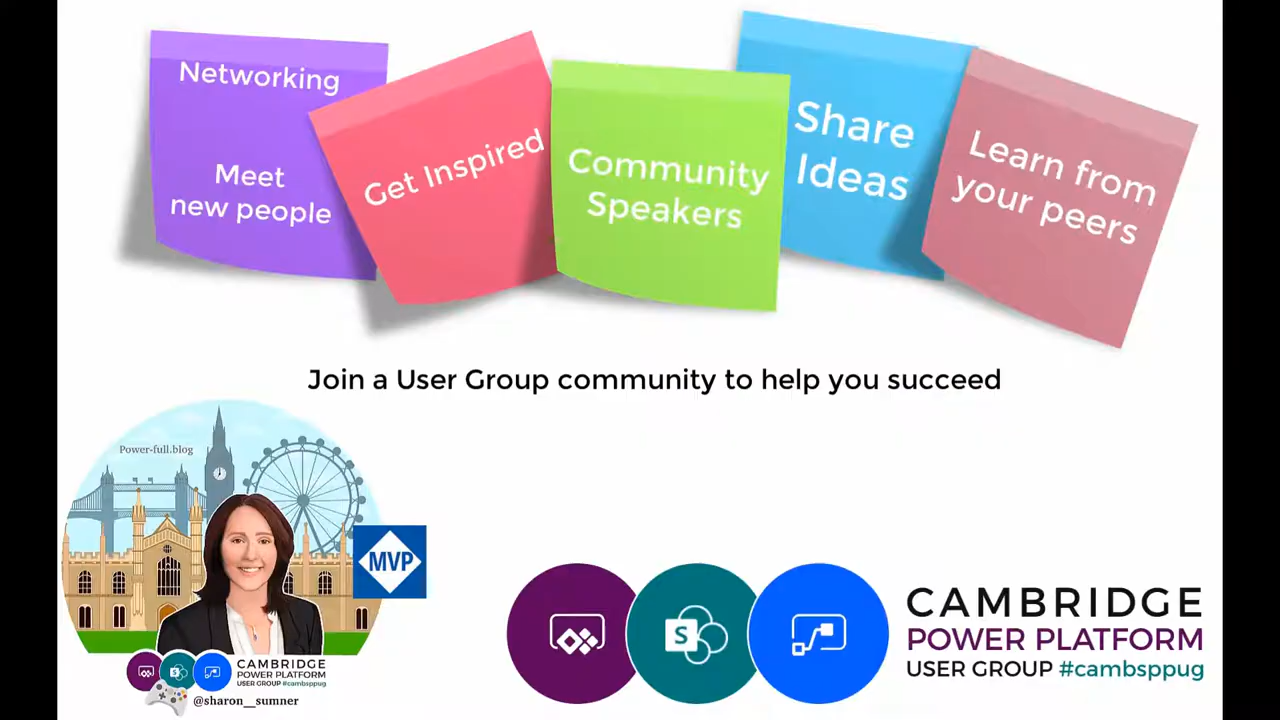 Networking
Meet
new people
Get Inspired
Community
Speakers
Share
Ideas
Learn from
your peers
Join a User Group community to help you succeed
Power-full.blog
MVP
CAMBRIDGE
POWER PLATFORM
USER GROUP #cambsppug
@sharon__sumner
S
CAMBRIDGE
POWER PLATFORM
USER GROUP #cambsppug